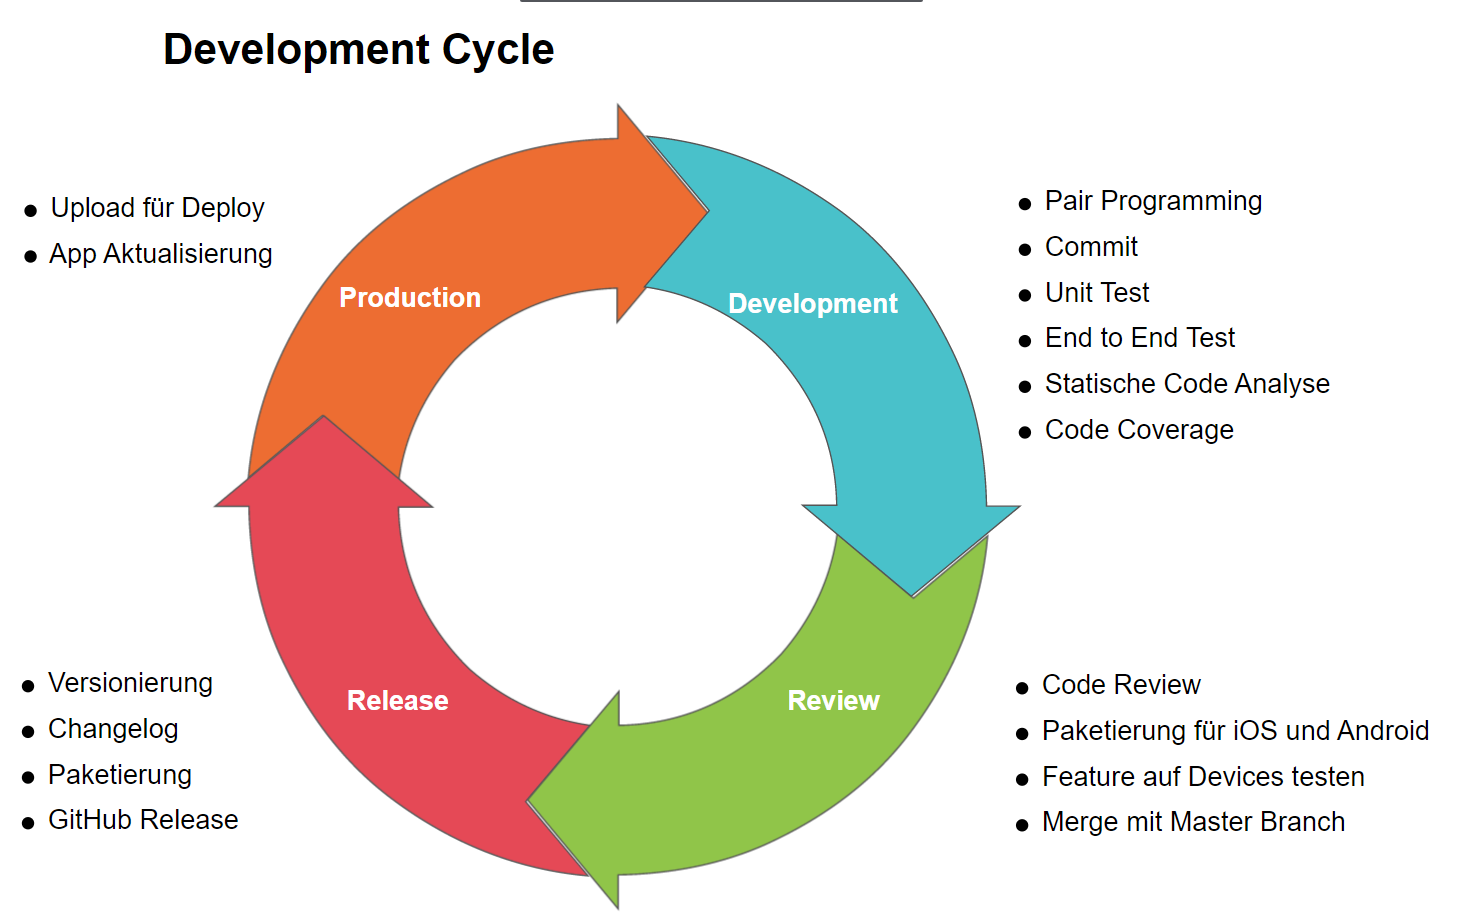 Development Cycle
Upload für Deploy
App Aktualisierung
Production
Development
Pair Programming
Commit
Unit Test
End to End Test
Statische Code Analyse
Code Coverage
Versionierung
Changelog
Paketierung
GitHub Release
Release
Review
Code Review
Paketierung für iOS und Android
Feature auf Devices testen
Merge mit Master Branch